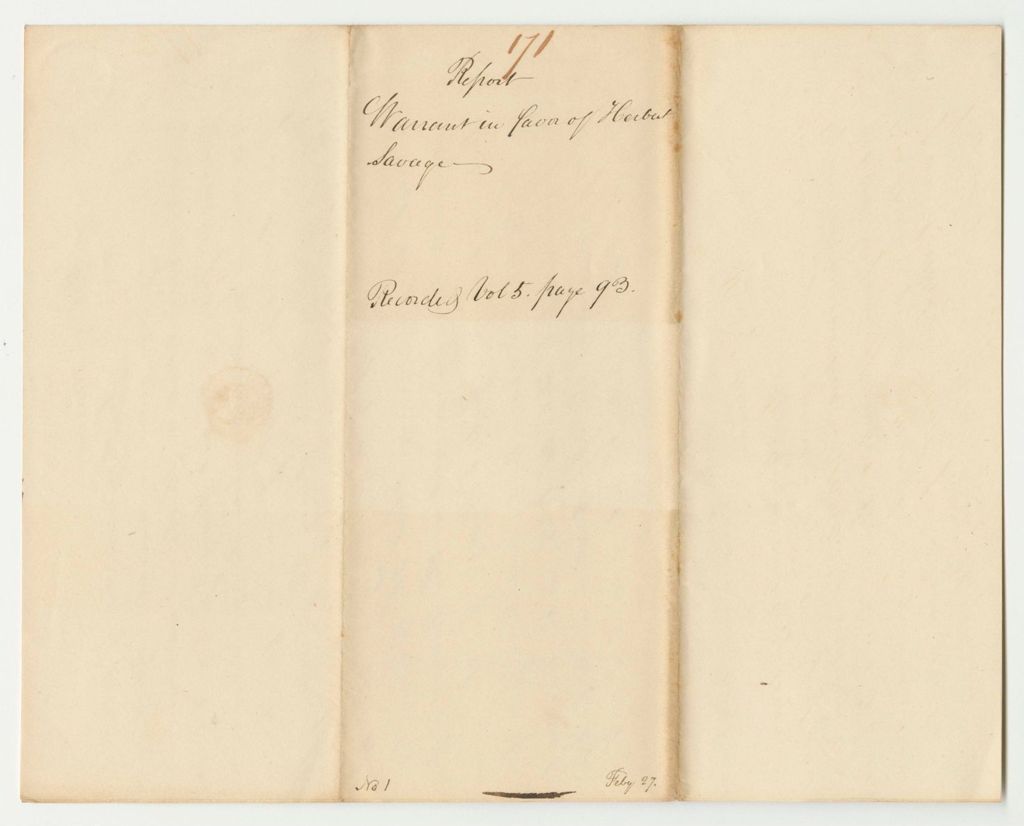 171
Report
Warrant in favor of Herbert
Savage
Recorded Vol 5. page 93.
No 1
Feby 27.